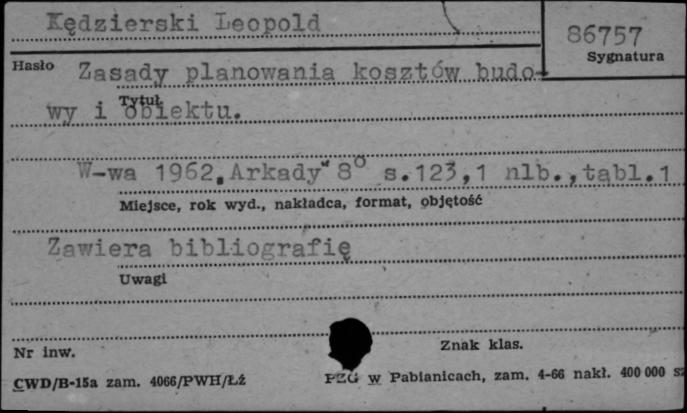 Kędzierski Leopold
86757
Sygnatura
Hasło Zasady planowania kosztów budo-
Tytuł
wy i obiektu.
W-wa 1962 „Arkady" 8° s.123,1 nlb.,tabl.1
Miejsce, rok wyd., nakładca, format, objętość
Zawiera bibliografię
Uwagi
Nr inw.
Znak klas.
CWD/B-15a zam. 4066/PWH/Łź
PZG w Pabianicach, zam. 4-66 nakł. 400 000 sz